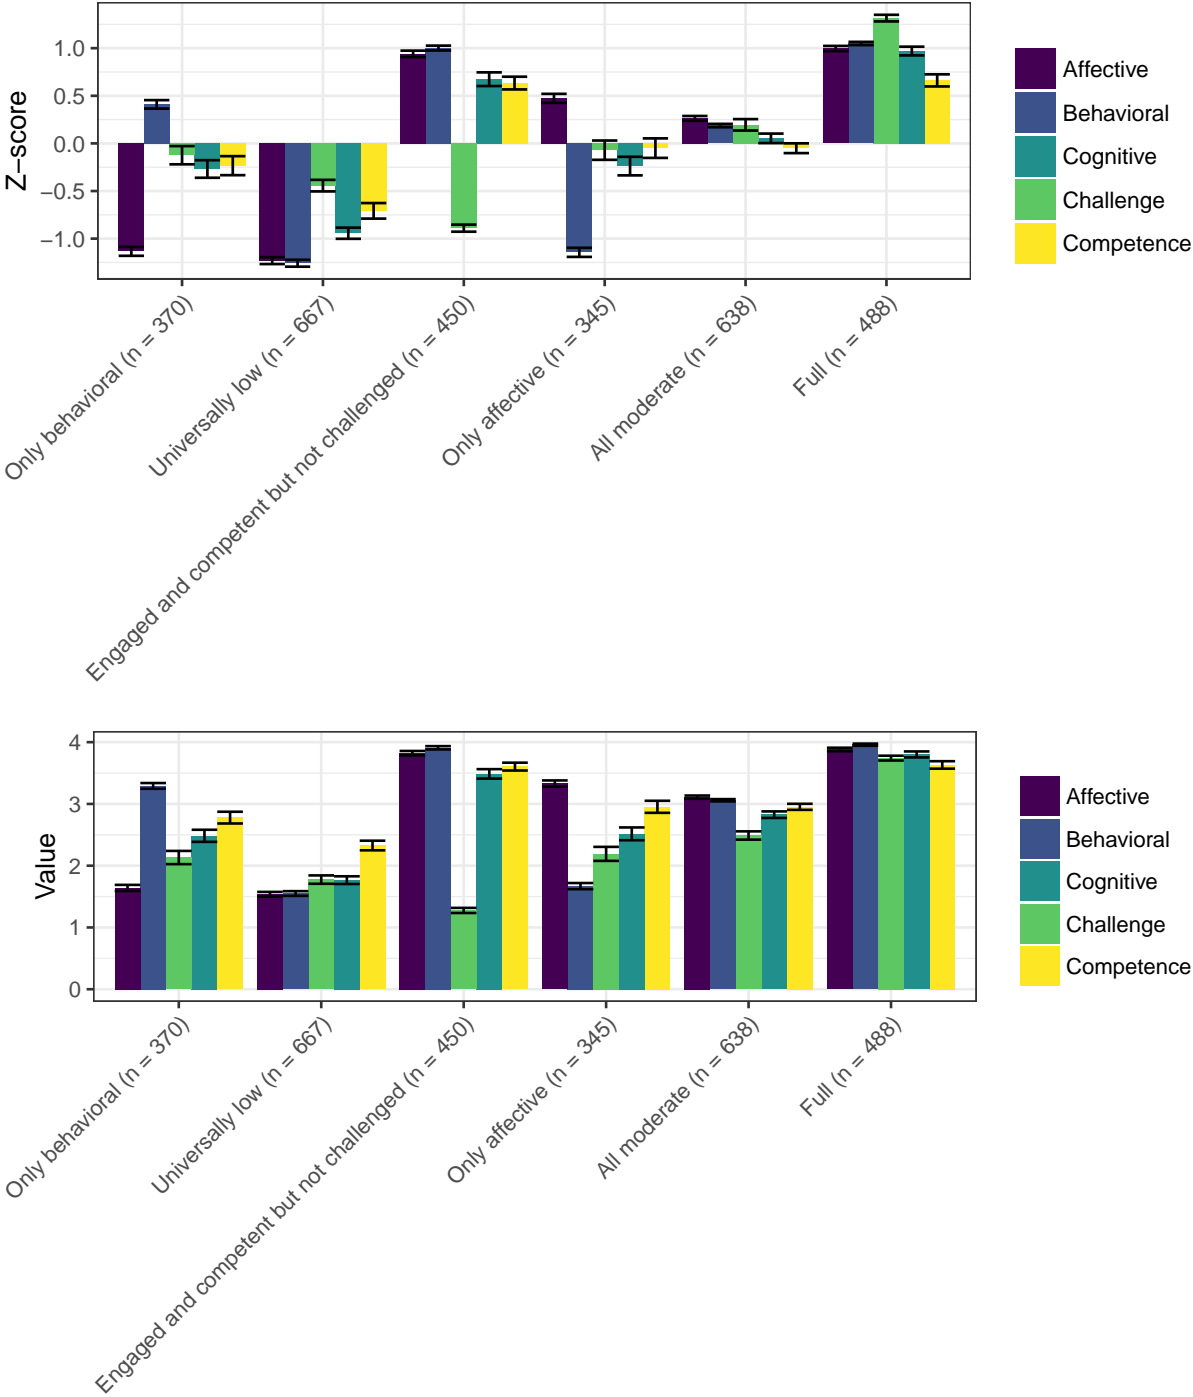 Z−score
1.0
0.5
0.0
−0.5
−1.0
Only behavioral (n = 370)
Universally low (n = 667)
Engaged and competent but not challenged (n = 450)
Only affective (n = 345)
All moderate (n = 638)
Full (n = 488)
Affective
Behavioral
Cognitive
Challenge
Competence
Value
4
3
2
1
0
Only behavioral (n = 370)
Universally low (n = 667)
Engaged and competent but not challenged (n = 450)
Only affective (n = 345)
All moderate (n = 638)
Full (n = 488)
Affective
Behavioral
Cognitive
Challenge
Competence